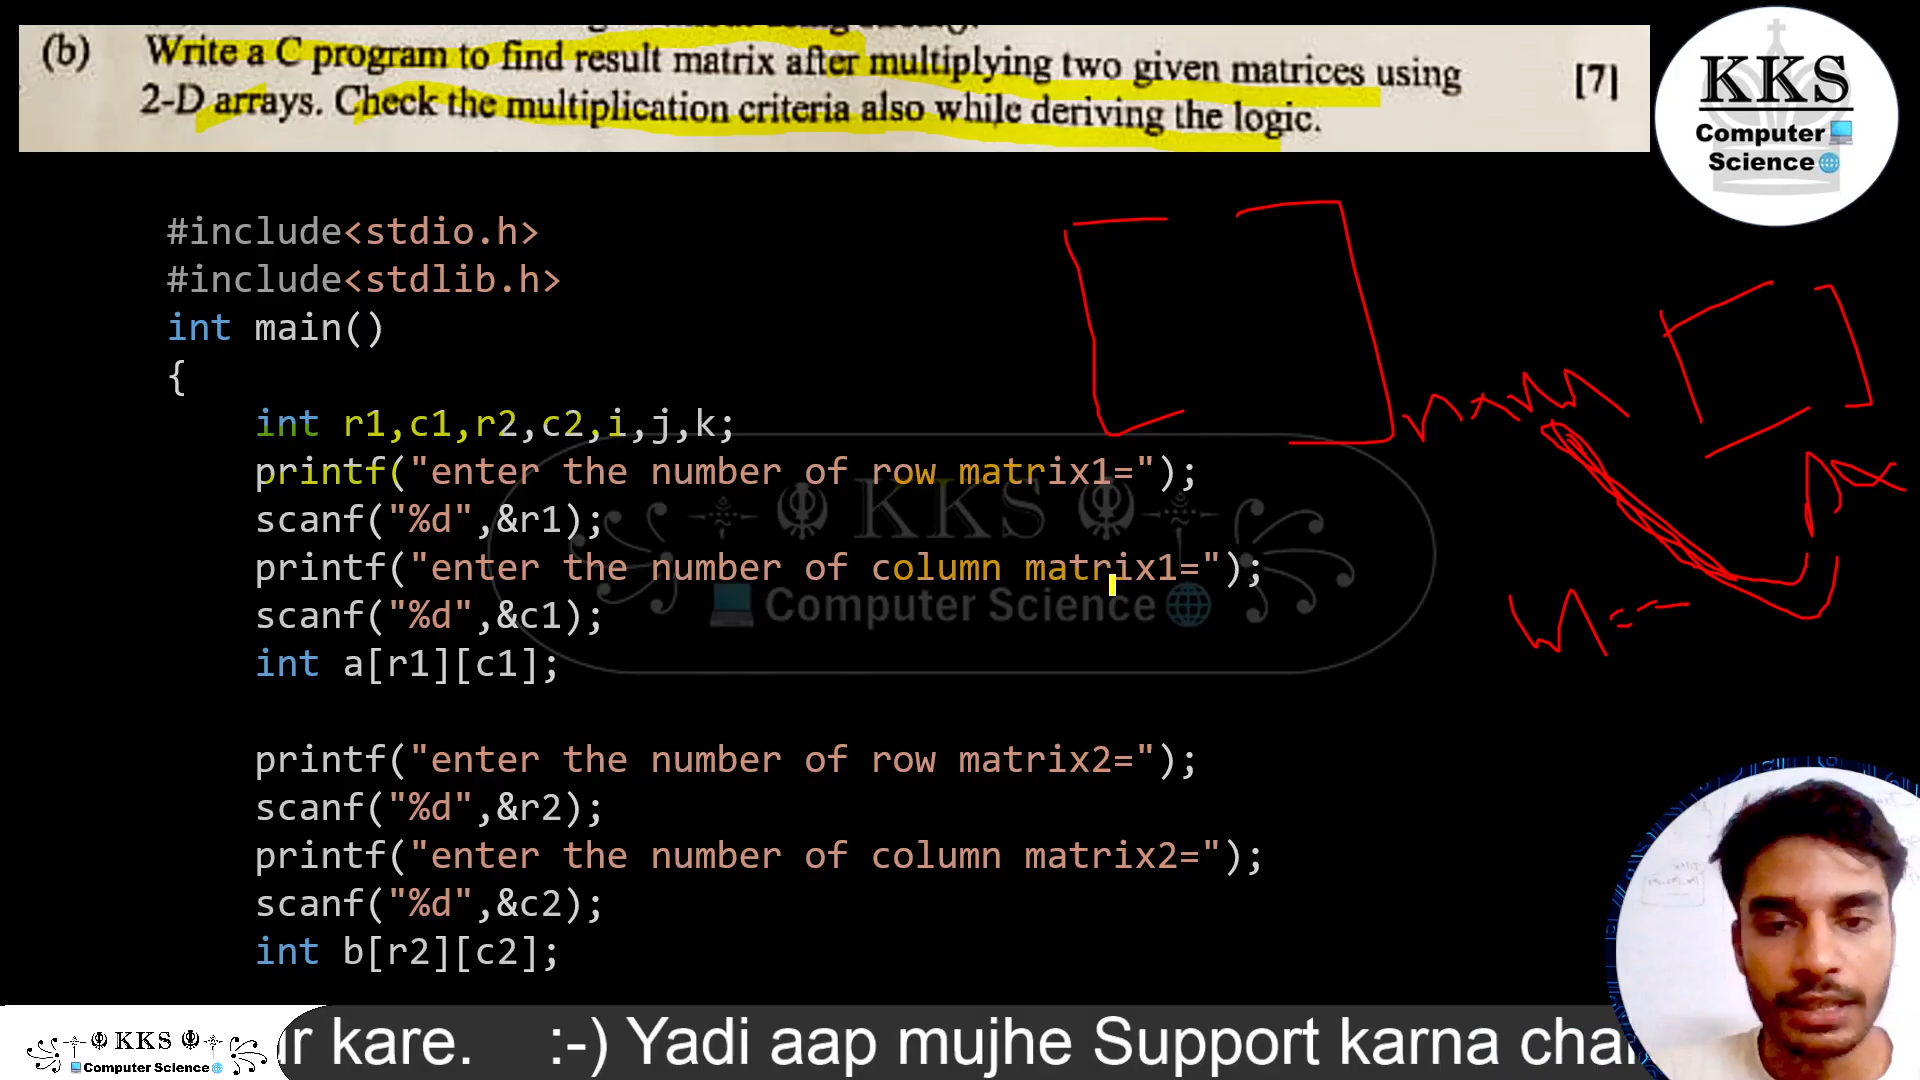 (b) Write a C program to find result matrix after multiplying two given matrices using [7]
2-D arrays. Check the multiplication criteria also while deriving the logic.
KKS
Computer
Science
#include<stdio.h>
#include<stdlib.h>
int main()
{
int r1,c1,r2,c2,i,j,k;
printf("enter the number of row matrix1=");
scanf("%d",&r1);
printf("enter the number of column matrix1=");
scanf("%d",&c1);
int a[r1][c1];
printf("enter the number of row matrix2=");
scanf("%d",&r2);
printf("enter the number of column matrix2=");
scanf("%d",&c2);
int b[r2][c2];
KKS
Computer Science
KKS
Computer Science
kare. :-) Yadi aap mujhe Support karna